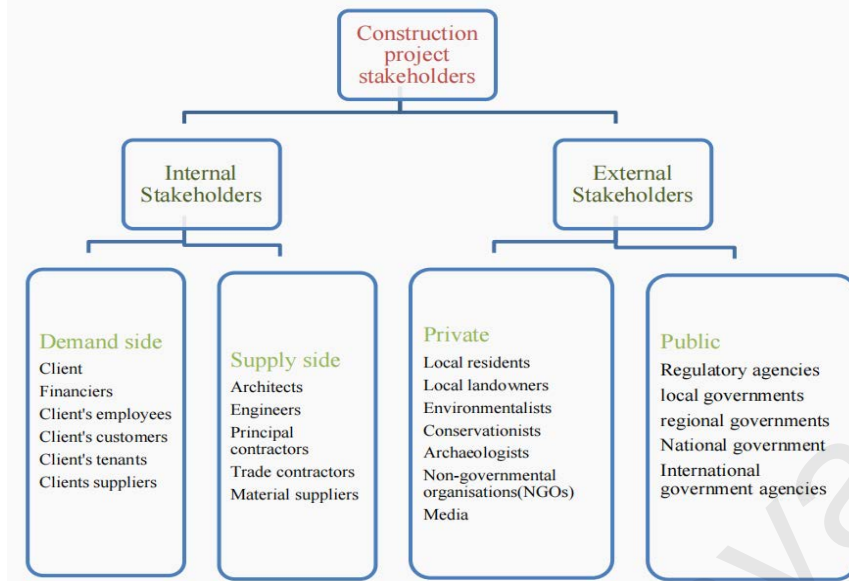 Construction
project
stakeholders
Internal
Stakeholders
External
Stakeholders
Demand side
Client
Financiers
Client's employees
Client's customers
Client's tenants
Clients suppliers
Supply side
Architects
Engineers
Principal
contractors
Trade contractors
Material suppliers
Private
Local residents
Local landowners
Environmentalists
Conservationists
Archaeologists
Non-governmental
organisations(NGOs)
Media
Public
Regulatory agencies
local governments
regional governments
National government
International
government agencies